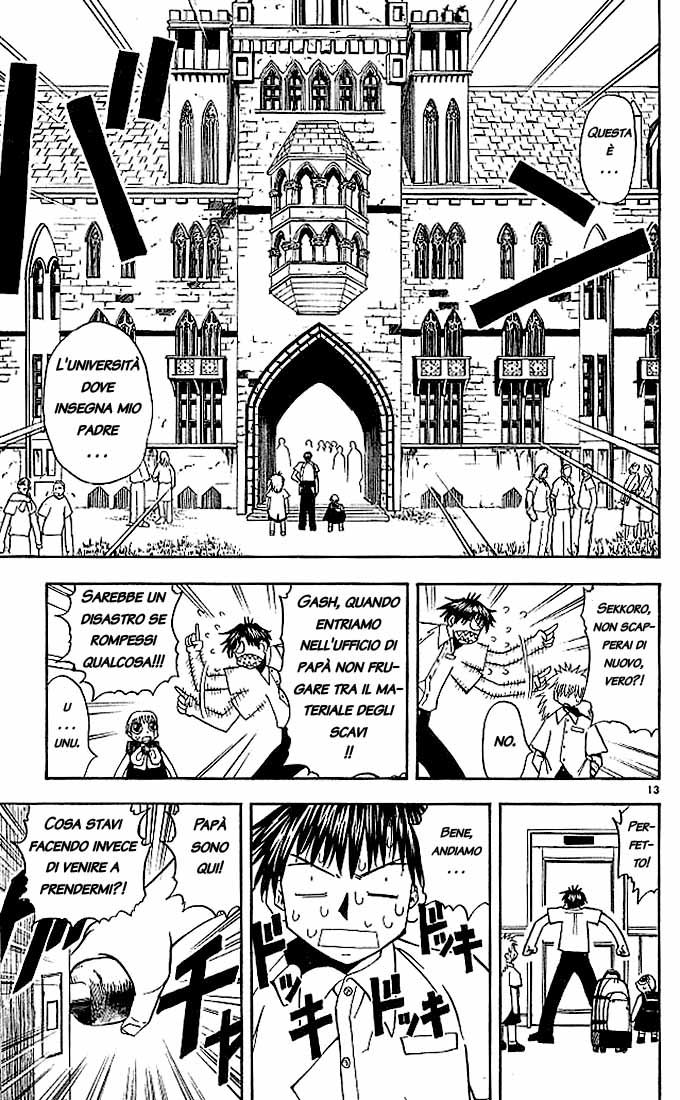 QUESTA
È
...
L'UNIVERSITÀ
DOVE
INSEGNA MIO
PADRE
...
SEKKORO,
NON SCAP-
PERAI DI
NUOVO,
VERO?!
NO.
GASH, QUANDO
ENTRIAMO
NELL'UFFICIO DI
PAPÀ NON FRU-
GARE TRA IL MA-
TERIALE DEGLI
SCAVI
!!
SAREBBE UN
DISASTRO SE
ROMPESSI
QUALCOSA!!!
U
...
UNU.
13
PER-
FET-
TO!
BENE,
ANDIAMO
...
ドッキ
ドッキ
ドッキ
PAPÀ
SONO
QUI!
COSA STAVI
FACENDO INVECE
DI VENIRE A
PRENDERMI?!